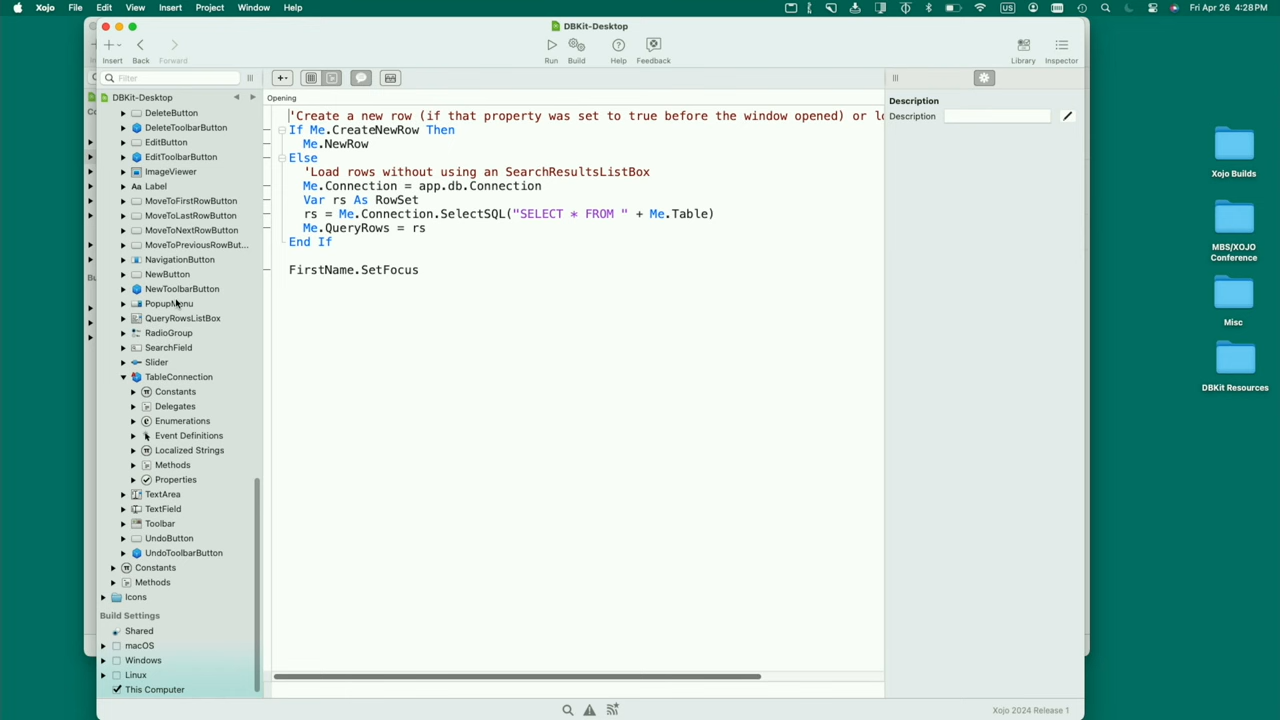 Xojo File Edit View Insert Project Window Help
US Fri Apr 26 4:28 PM
DBKit-Desktop
Insert Back Forward Run Build Help Feedback Library Inspector
Filter
DBKit-Desktop
DeleteButton
DeleteToolbarButton
EditButton
EditToolbarButton
ImageViewer
Aa Label
MoveToFirstRowButton
MoveToLastRowButton
MoveToNextRowButton
MoveToPreviousRowBut...
NavigationButton
NewButton
NewToolbarButton
PopupMenu
QueryRowsListBox
RadioGroup
SearchField
Slider
TableConnection
Constants
Delegates
Enumerations
Event Definitions
Localized Strings
Methods
Properties
TextArea
TextField
Toolbar
UndoButton
UndoToolbarButton
Constants
Methods
Icons
Build Settings
Shared
macOS
Windows
Linux
This Computer
Opening
'Create a new row (if that property was set to true before the window opened) or lo
If Me.CreateNewRow Then
Me.NewRow
Else
'Load rows without using an SearchResultsListBox
Me.Connection = app.db.Connection
Var rs As RowSet
rs = Me.Connection.SelectSQL("SELECT * FROM " + Me.Table)
Me.QueryRows = rs
End If
FirstName.SetFocus
Description
Description
Xojo 2024 Release 1
Xojo Builds
MBS/XOJO
Conference
Misc
DBKit Resources